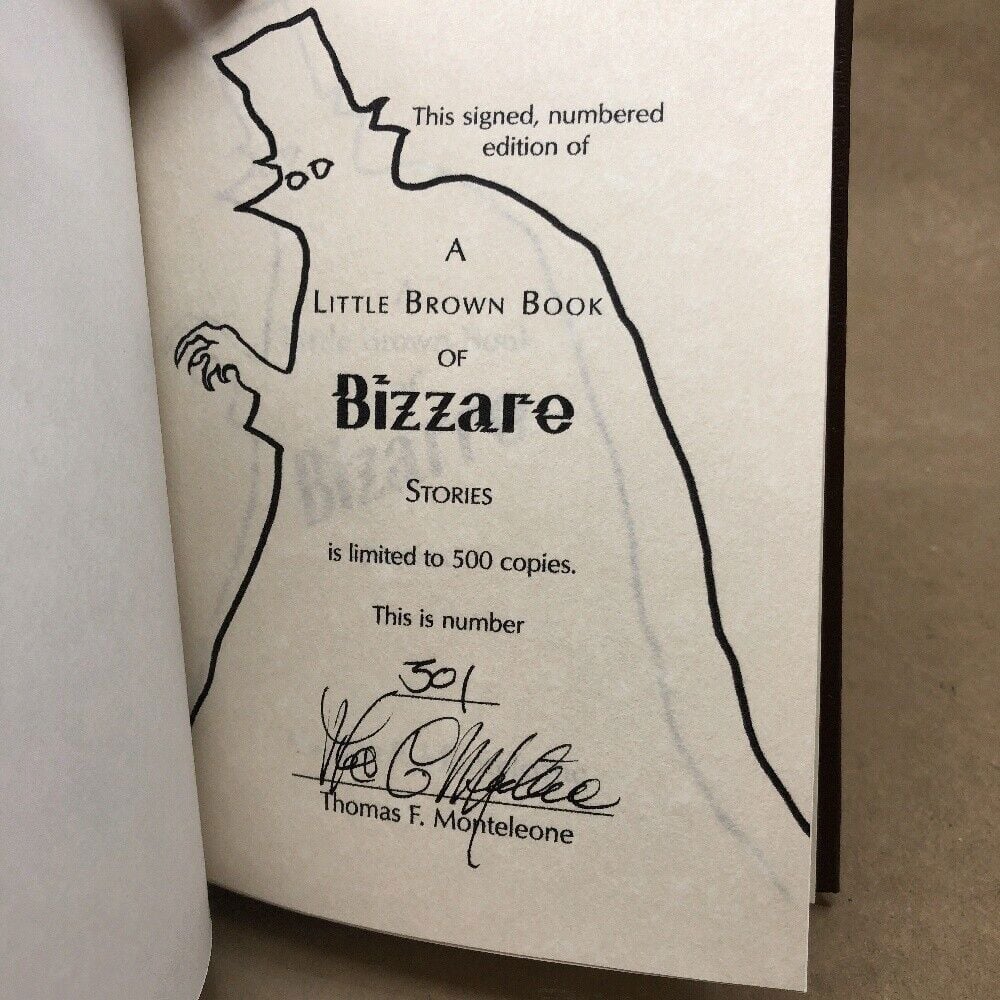 This signed, numbered
edition of
A
LITTLE BROWN BOOK
OF
Bizzare
STORIES
is limited to 500 copies.
This is number
301
Thomas F. Monteleone